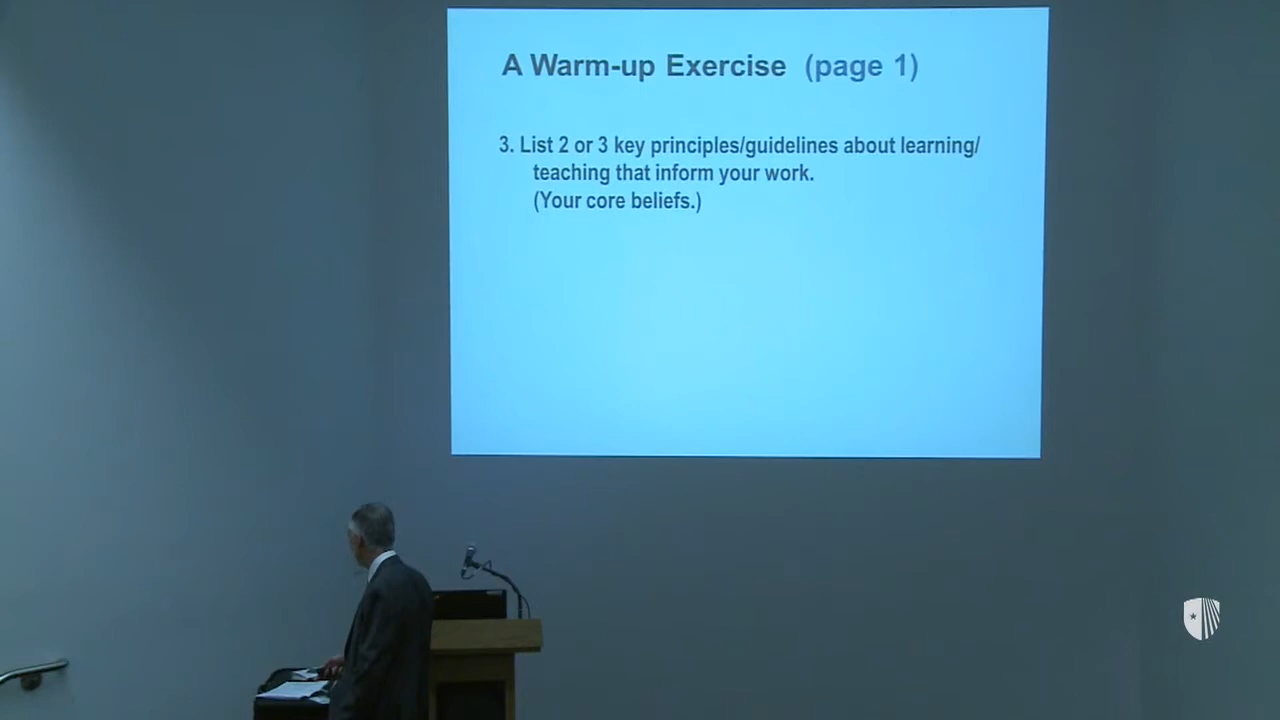 A Warm-up Exercise (page 1)
3. List 2 or 3 key principles/guidelines about learning/
teaching that inform your work.
(Your core beliefs.)